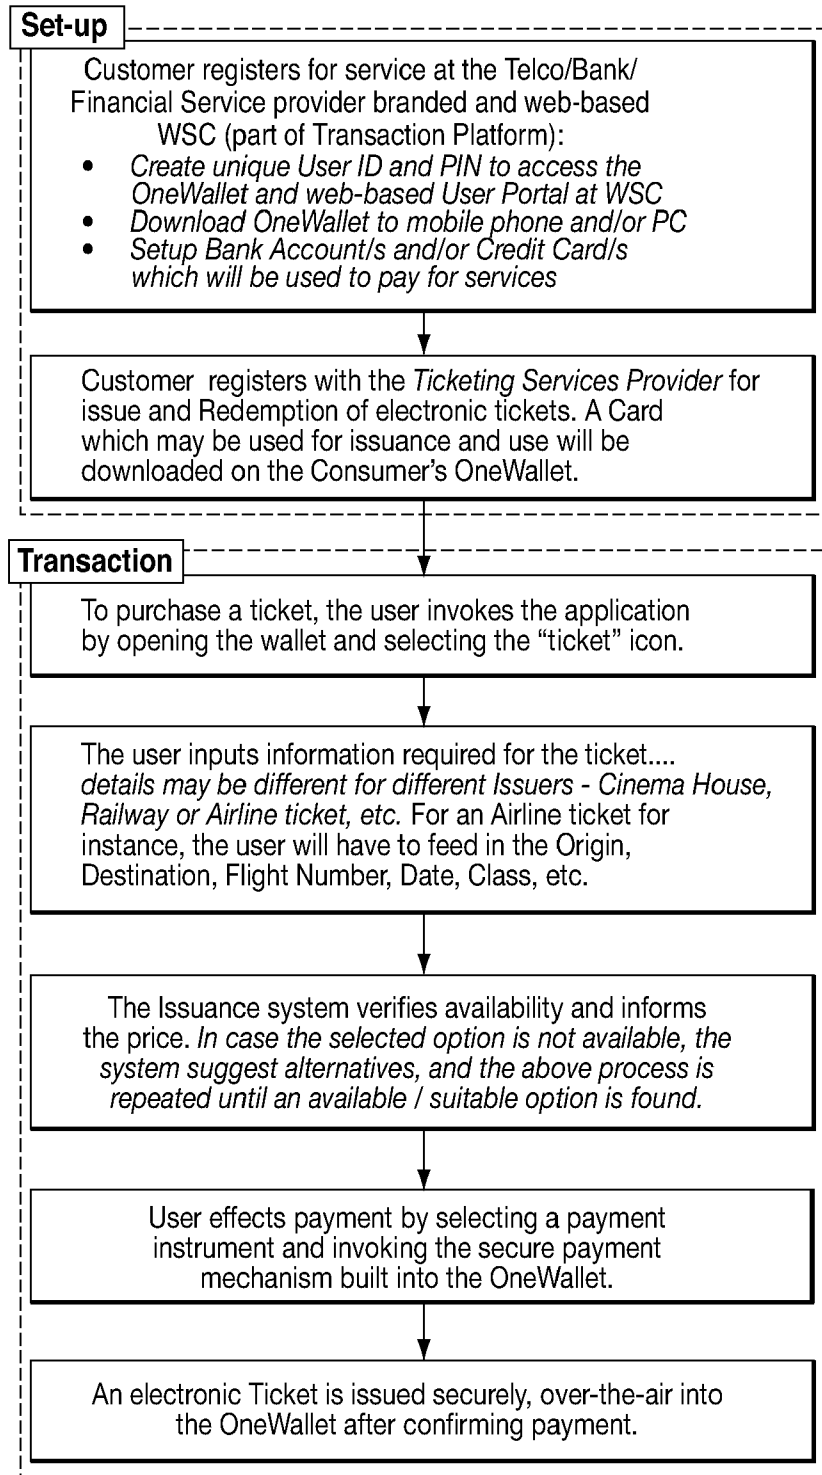 Set-up
Customer registers for service at the Telco/Bank/
Financial Service provider branded and web-based
WSC (part of Transaction Platform):
• Create unique User ID and PIN to access the
OneWallet and web-based User Portal at WSC
• Download OneWallet to mobile phone and/or PC
• Setup Bank Account/s and/or Credit Card/s
which will be used to pay for services
Customer registers with the Ticketing Services Provider for
issue and Redemption of electronic tickets. A Card
which may be used for issuance and use will be
downloaded on the Consumer's OneWallet.
Transaction
To purchase a ticket, the user invokes the application
by opening the wallet and selecting the “ticket” icon.
The user inputs information required for the ticket....
details may be different for different Issuers - Cinema House,
Railway or Airline ticket, etc. For an Airline ticket for
instance, the user will have to feed in the Origin,
Destination, Flight Number, Date, Class, etc.
The Issuance system verifies availability and informs
the price. In case the selected option is not available, the
system suggest alternatives, and the above process is
repeated until an available / suitable option is found.
User effects payment by selecting a payment
instrument and invoking the secure payment
mechanism built into the OneWallet.
An electronic Ticket is issued securely, over-the-air into
the OneWallet after confirming payment.